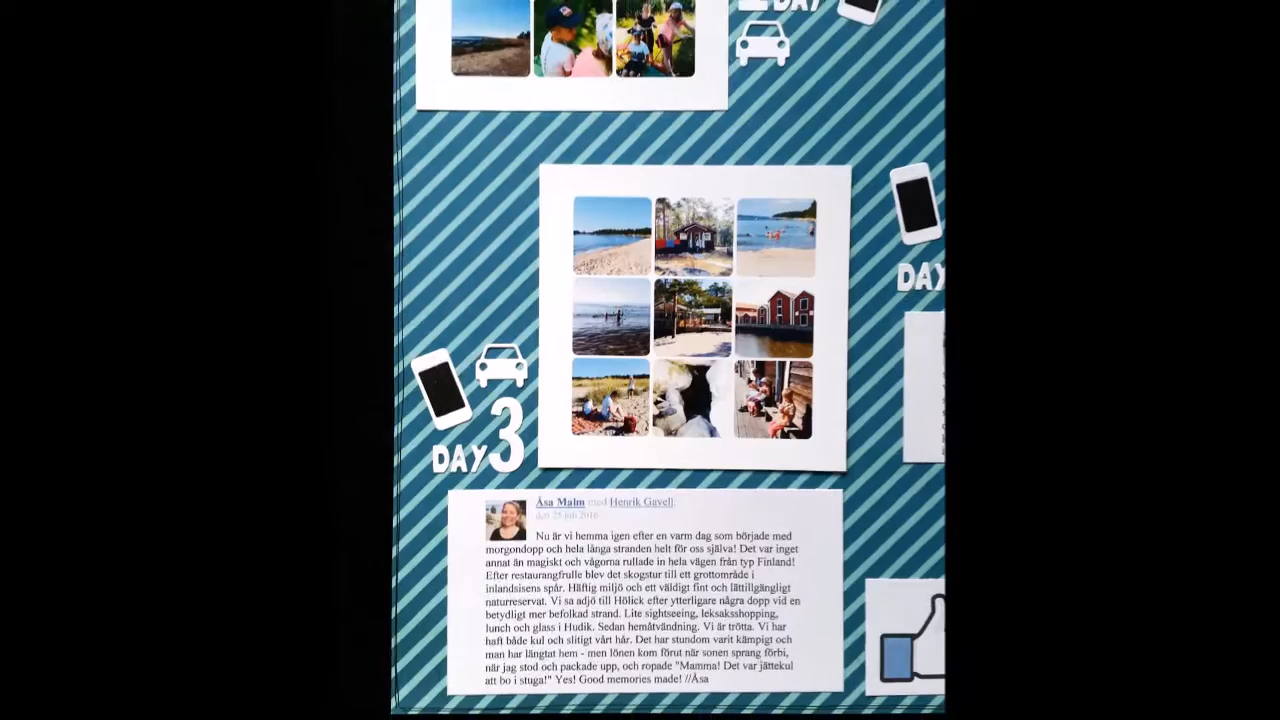 DAY
DAY
DAY 3
Åsa Malm med Henrik Gavell.
den 25 juli 2016
Nu är vi hemma igen efter en varm dag som började med
morgondopp och hela långa stranden helt för oss själva! Det var inget
annat än magiskt och vågorna rullade in hela vägen från typ Finland!
Efter restaurangfrulle blev det skogstur till ett grottområde i
inlandsisens spår. Häftig miljö och ett väldigt fint och lättillgängligt
naturreservat. Vi sa adjö till Hölick efter ytterligare några dopp vid en
betydligt mer befolkad strand. Lite sightseeing, leksaksshopping,
lunch och glass i Hudik. Sedan hemåtvändning. Vi är trötta. Vi har
haft både kul och slitigt vårt hår. Det har stundom varit kämpigt och
man har längtat hem - men lönen kom förut när sonen sprang förbi,
när jag stod och packade upp, och ropade "Mamma! Det var jättekul
att bo i stuga!" Yes! Good memories made! //Åsa